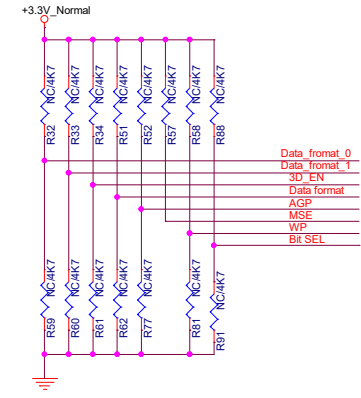 +3.3V_Normal
NC/4K7
NC/4K7
NC/4K7
NC/4K7
NC/4K7
NC/4K7
NC/4K7
NC/4K7
R32
R33
R34
R51
R52
R57
R58
R88
Data_fromat_0
Data_fromat_1
3D_EN
Data format
AGP
MSE
WP
Bit SEL
NC/4K7
NC/4K7
NC/4K7
NC/4K7
NC/4K7
NC/4K7
NC/4K7
R59
R60
R61
R62
R77
R81
R91